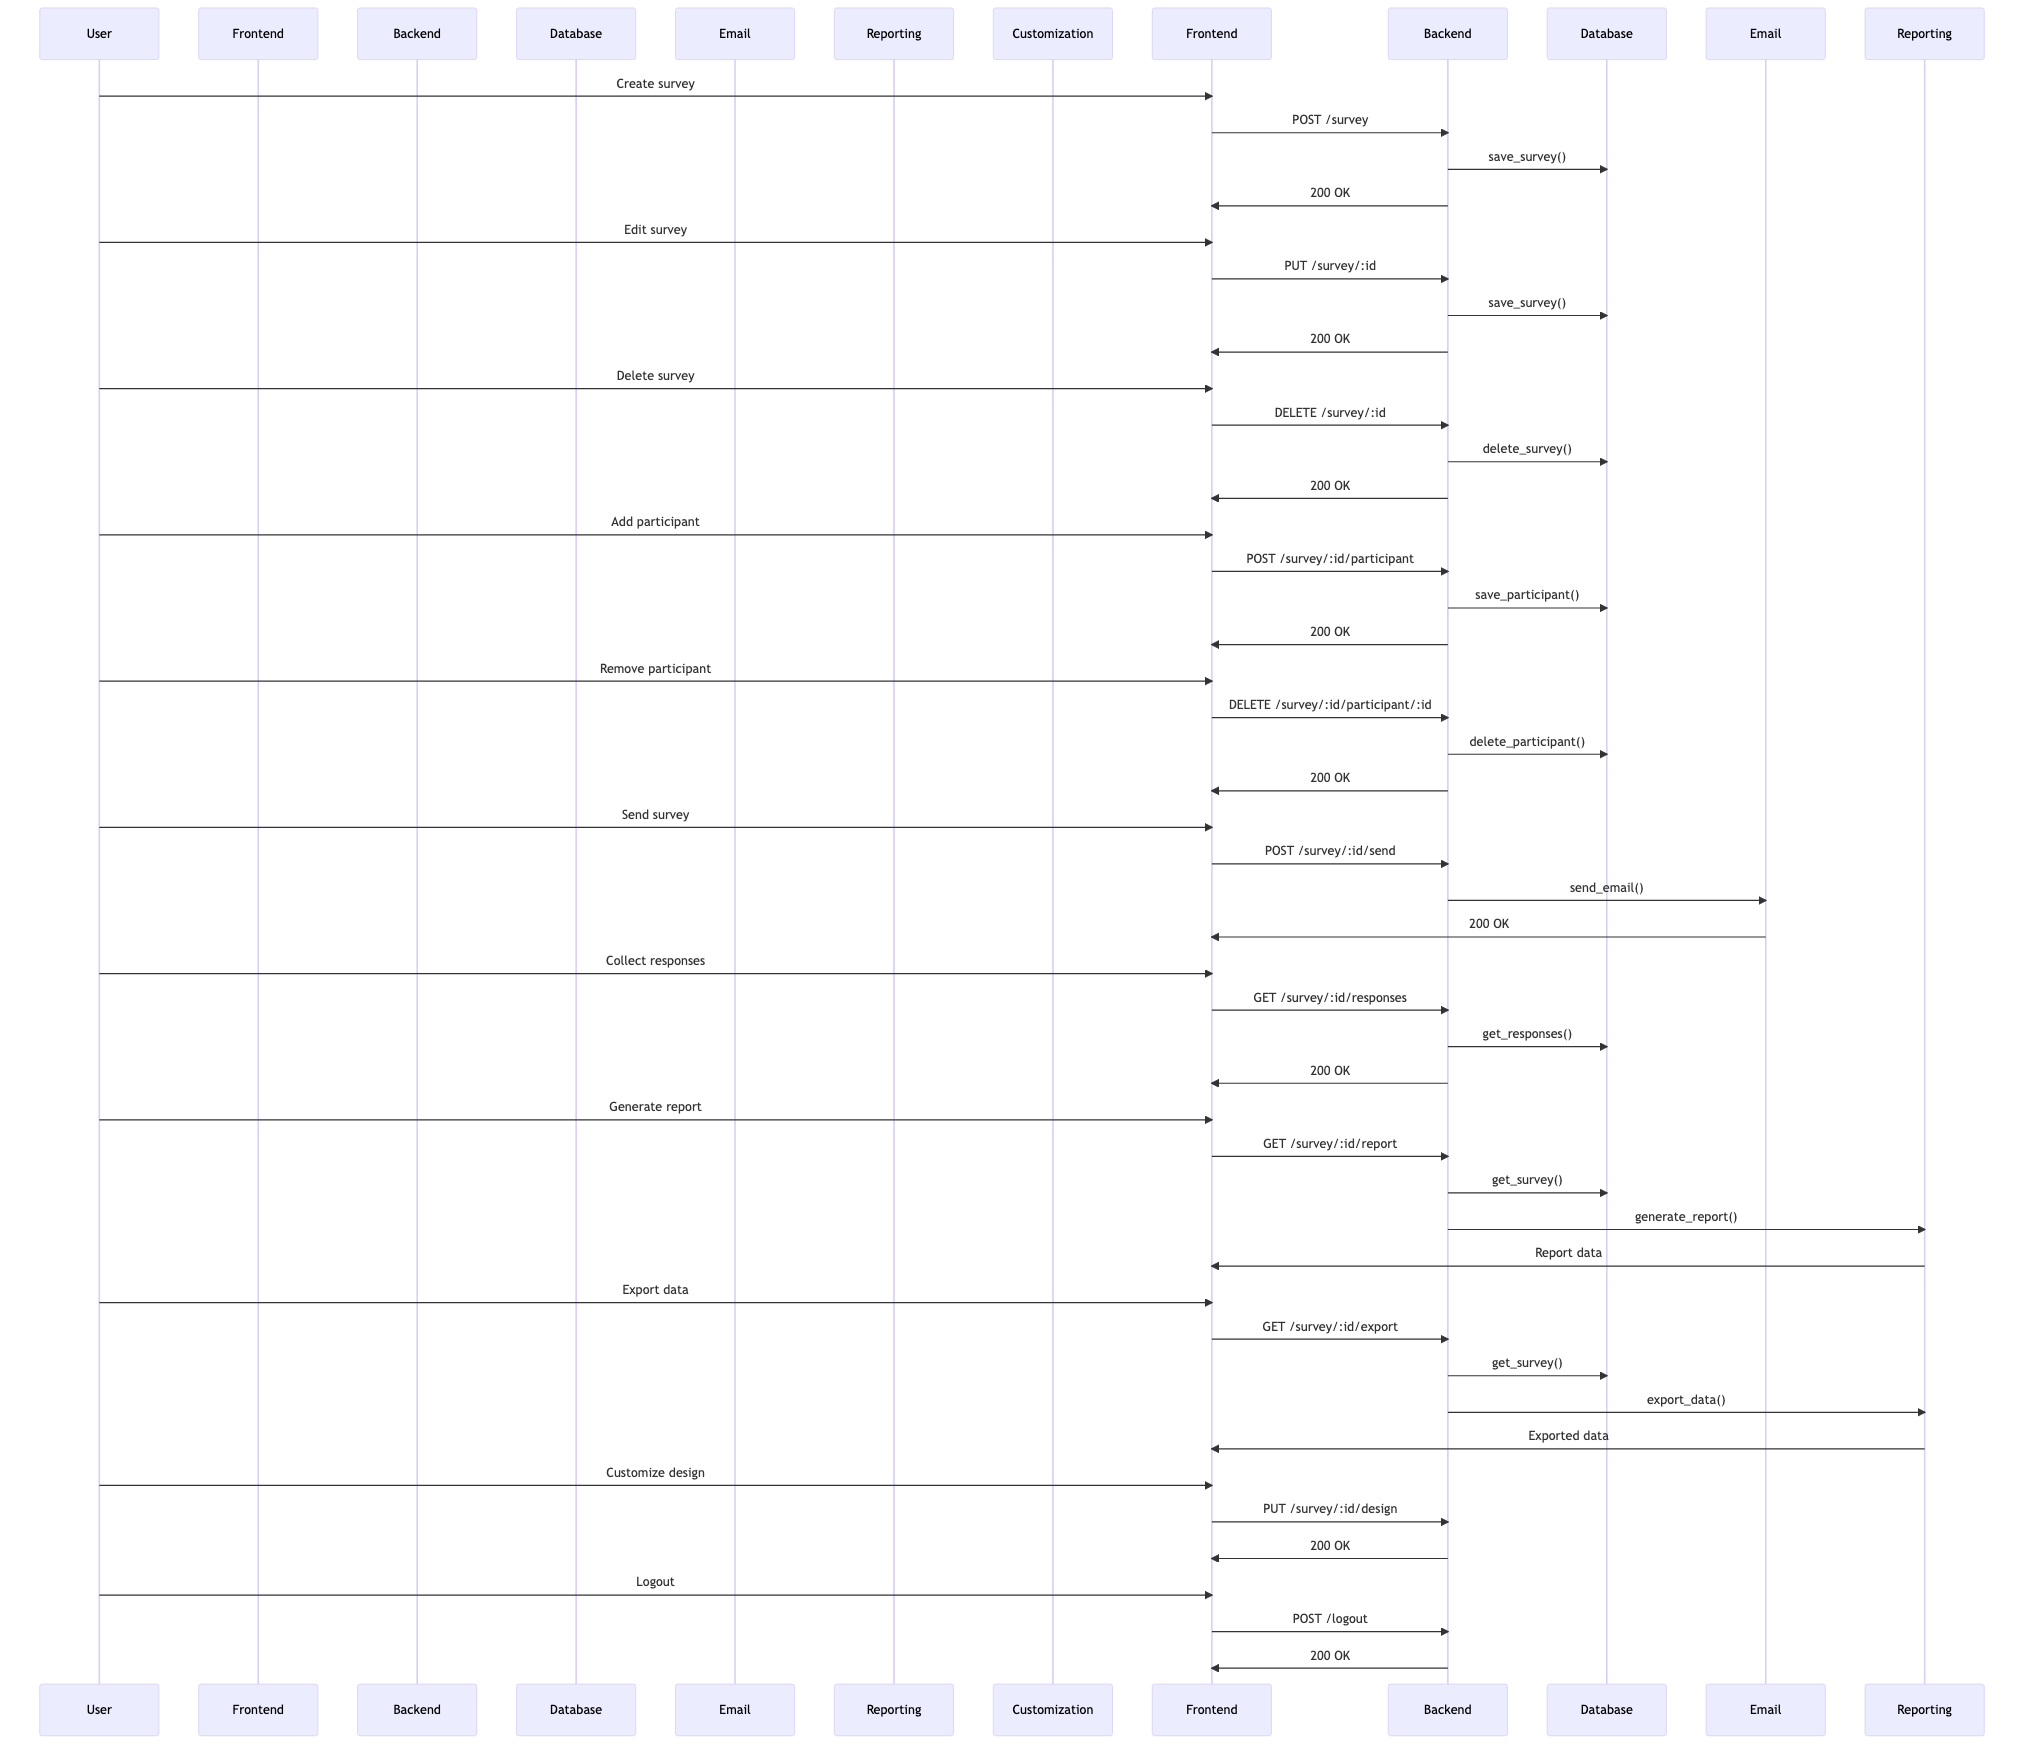 User Frontend Backend Database Email Reporting Customization Frontend Backend Database Email Reporting
Create survey
POST /survey
save_survey()
200 OK
Edit survey
PUT /survey/:id
save_survey()
200 OK
Delete survey
DELETE /survey/:id
delete_survey()
200 OK
Add participant
POST /survey/:id/participant
save_participant()
200 OK
Remove participant
DELETE /survey/:id/participant/:id
delete_participant()
200 OK
Send survey
POST /survey/:id/send
send_email()
200 OK
Collect responses
GET /survey/:id/responses
get_responses()
200 OK
Generate report
GET /survey/:id/report
get_survey()
generate_report()
Report data
Export data
GET /survey/:id/export
get_survey()
export_data()
Exported data
Customize design
PUT /survey/:id/design
200 OK
Logout
POST /logout
200 OK
User Frontend Backend Database Email Reporting Customization Frontend Backend Database Email Reporting